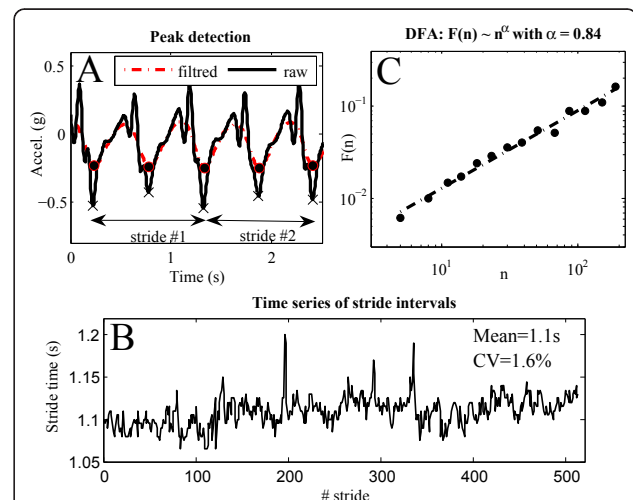 Peak detection
A
filtred
raw
0.5
0
−0.5
Accel. (g)
stride #1
stride #2
0
1
2
Time (s)
DFA: F(n) ~ n^α with α = 0.84
C
10^-1
10^-2
F(n)
10^1
10^2
n
Time series of stride intervals
B
Mean=1.1s
CV=1.6%
1.2
1.15
1.1
1.05
Stride time (s)
0
100
200
300
400
500
# stride